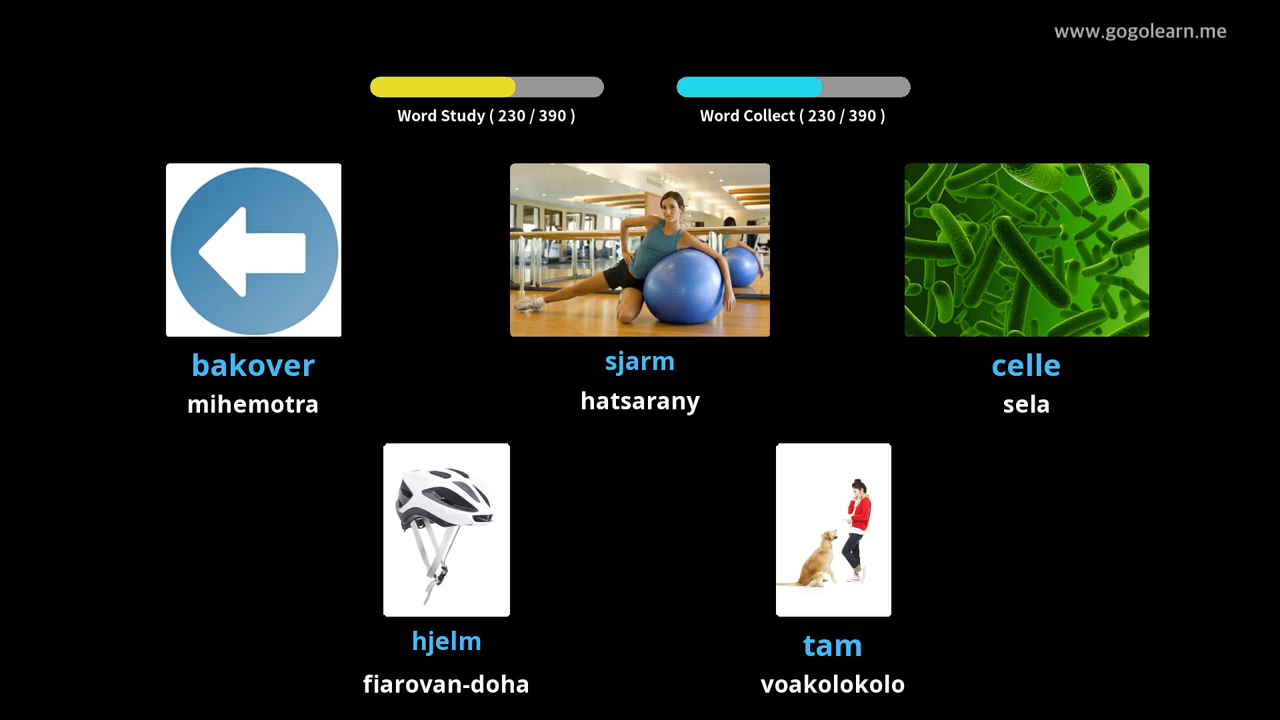 www.gogolearn.me
Word Study ( 230 / 390 )
Word Collect ( 230 / 390 )
bakover
mihemotra
sjarm
hatsarany
celle
sela
hjelm
fiarovan-doha
tam
voakolokolo